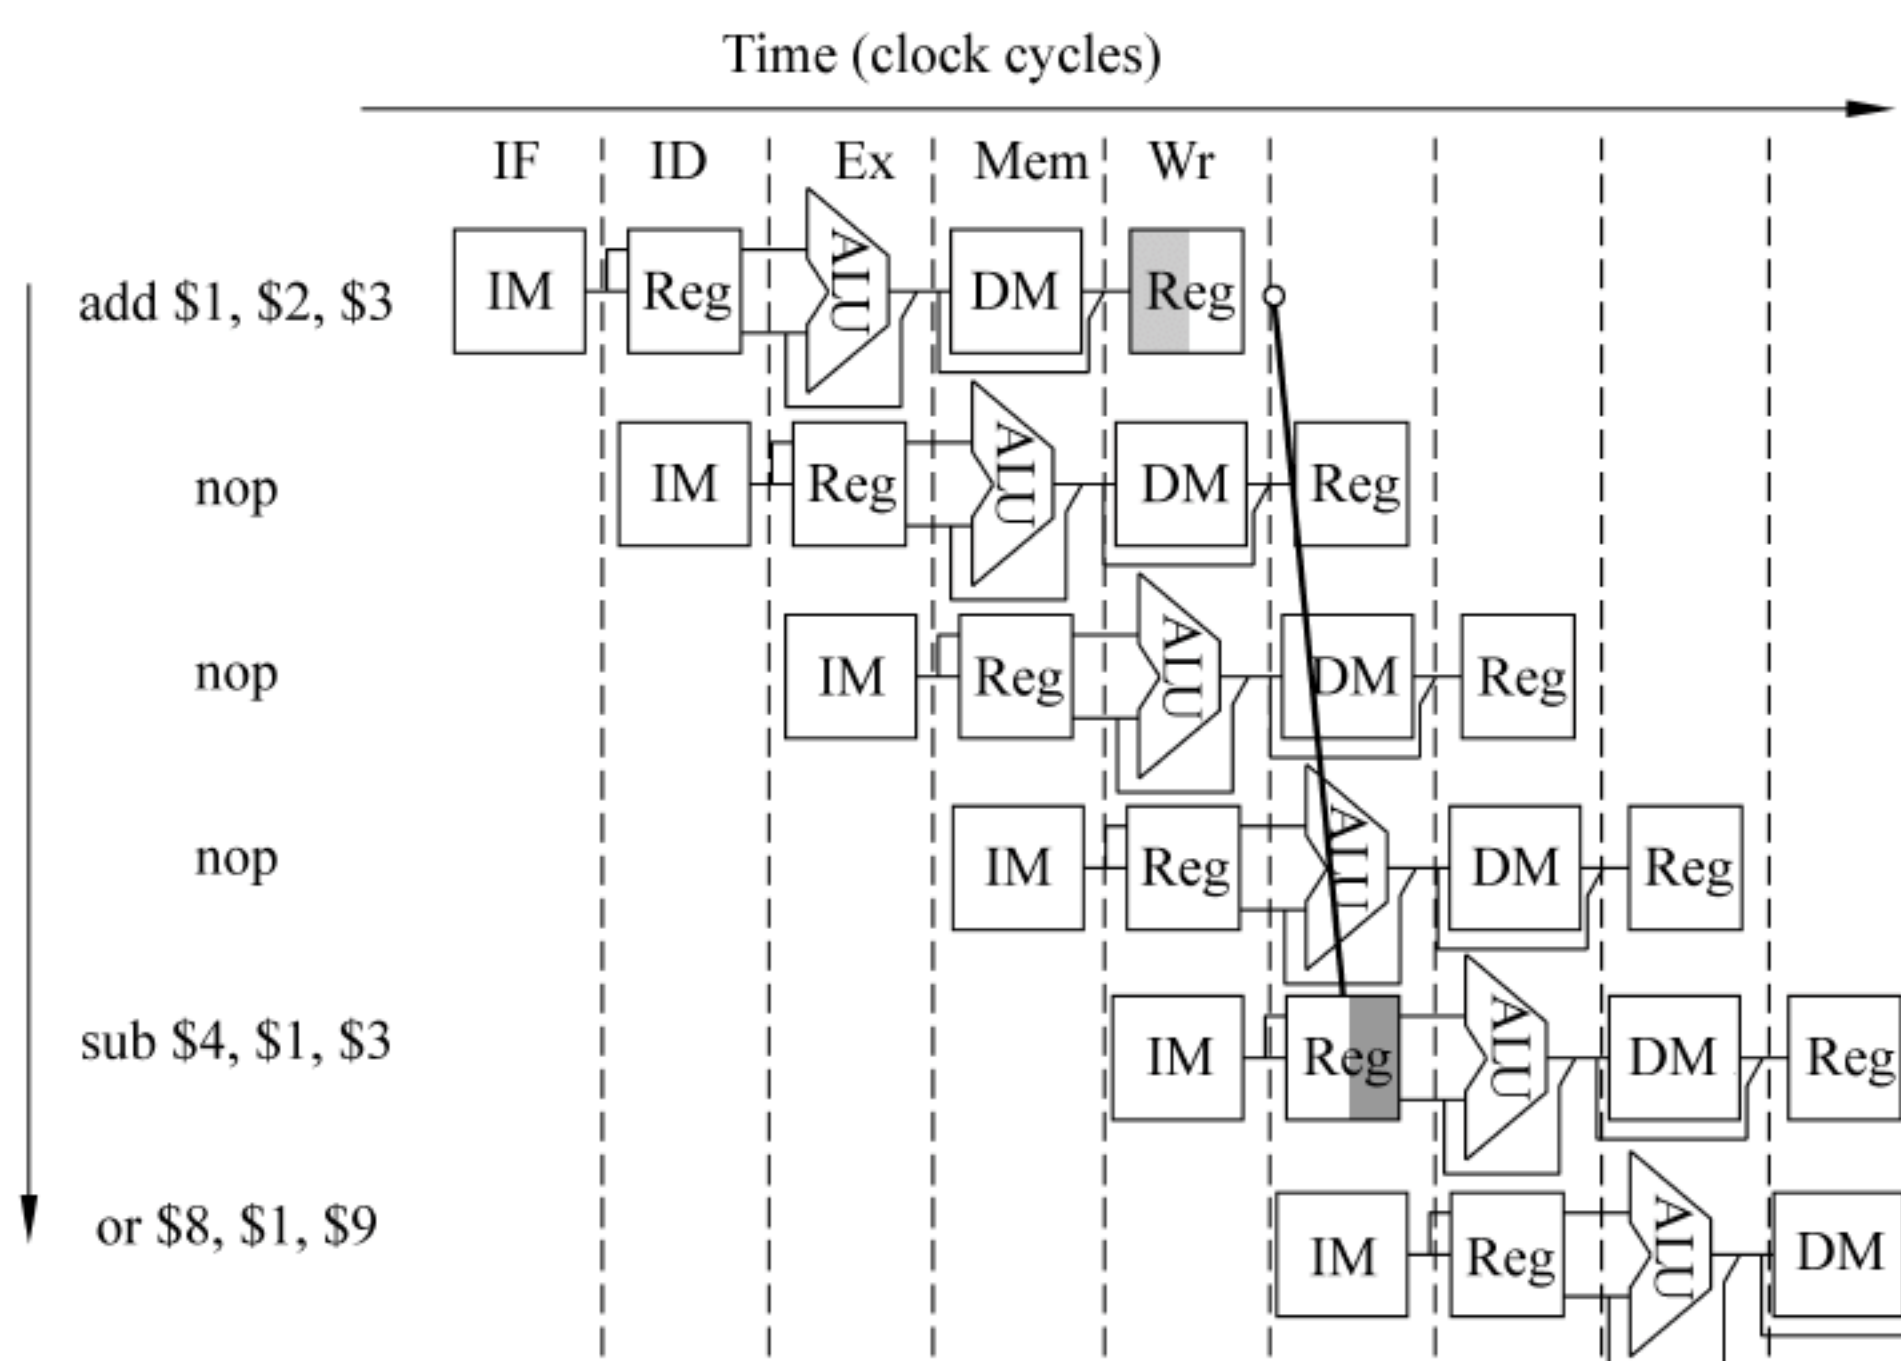 Time (clock cycles)
IF ID Ex Mem Wr
add $1, $2, $3 IM Reg ALU DM Reg
nop IM Reg ALU DM Reg
nop IM Reg ALU DM Reg
nop IM Reg ALU DM Reg
sub $4, $1, $3 IM Reg ALU DM Reg
or $8, $1, $9 IM Reg ALU DM